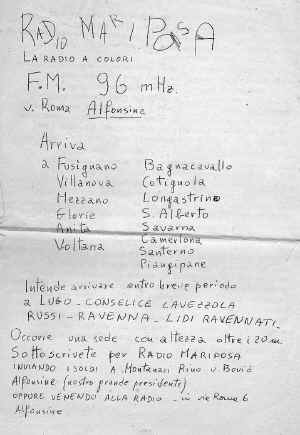 RADIO MARIPOSA
LA RADIO A COLORI
F.M. 96 mHz.
v. Roma Alfonsine
Arriva
a Fusignano Bagnacavallo
Villanova Cotignola
Mezzano Longastrino
Glorie S. Alberto
Anita Savarna
Voltana Camerlona
Santerno
Piangipane
Intende arrivare entro breve periodo
a LUGO - CONSELICE LAVEZZOLA
RUSSI - RAVENNA - LIDI RAVENNATI.
Occorre una sede con altezza oltre i 20 m.
Sottoscrivete per RADIO MARIPOSA
INVIANDO I SOLDI A Montanari Rino v. Bovie
Alfonsine (nostro grande presidente)
OPPURE VENENDO ALLA RADIO - in via Roma 6
Alfonsine